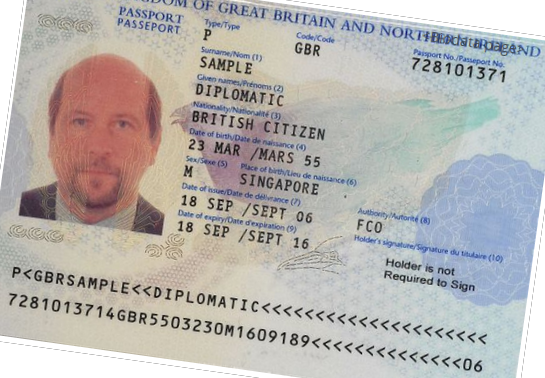 DOM OF GREAT BRITAIN AND NORTHERN IRELAND
PASSPORT
PASSEPORT
Type/Type
P
Code/Code
GBR
Passport No./Passeport No.
728101371
Surname/Nom (1)
SAMPLE
Given names/Prénoms (2)
DIPLOMATIC
Nationality/Nationalité (3)
BRITISH CITIZEN
Date of birth/Date de naissance (4)
23 MAR /MARS 55
Sex/Sexe (5)
M
Place of birth/Lieu de naissance (6)
SINGAPORE
Date of issue/Date de délivrance (7)
18 SEP /SEPT 06
Authority/Autorité (8)
FCO
Date of expiry/Date d'expiration (9)
18 SEP /SEPT 16
Holder's signature/Signature du titulaire (10)
Holder is not
Required to Sign
P<GBRSAMPLE<<DIPLOMATIC<<<<<<<<<<<<<<<<<<<<<
7281013714GBR5503230M1609189<<<<<<<<<<<<<<06